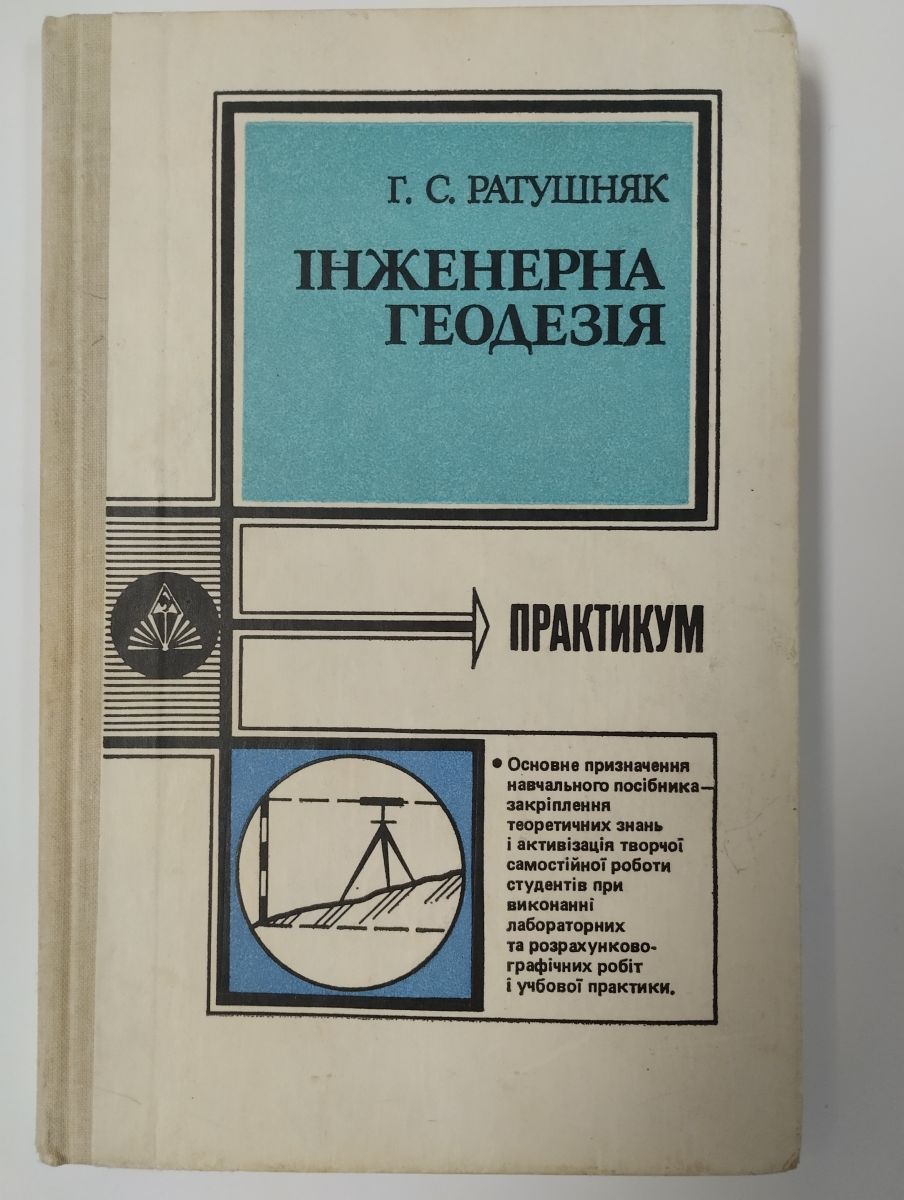 Г. С. РАТУШНЯК
ІНЖЕНЕРНА
ГЕОДЕЗІЯ
ПРАКТИКУМ
• Основне призначення
навчального посібника—
закріплення
теоретичних знань
і активізація творчої
самостійної роботи
студентів при
виконанні
лабораторних
та розрахунково-
графічних робіт
і учбової практики.